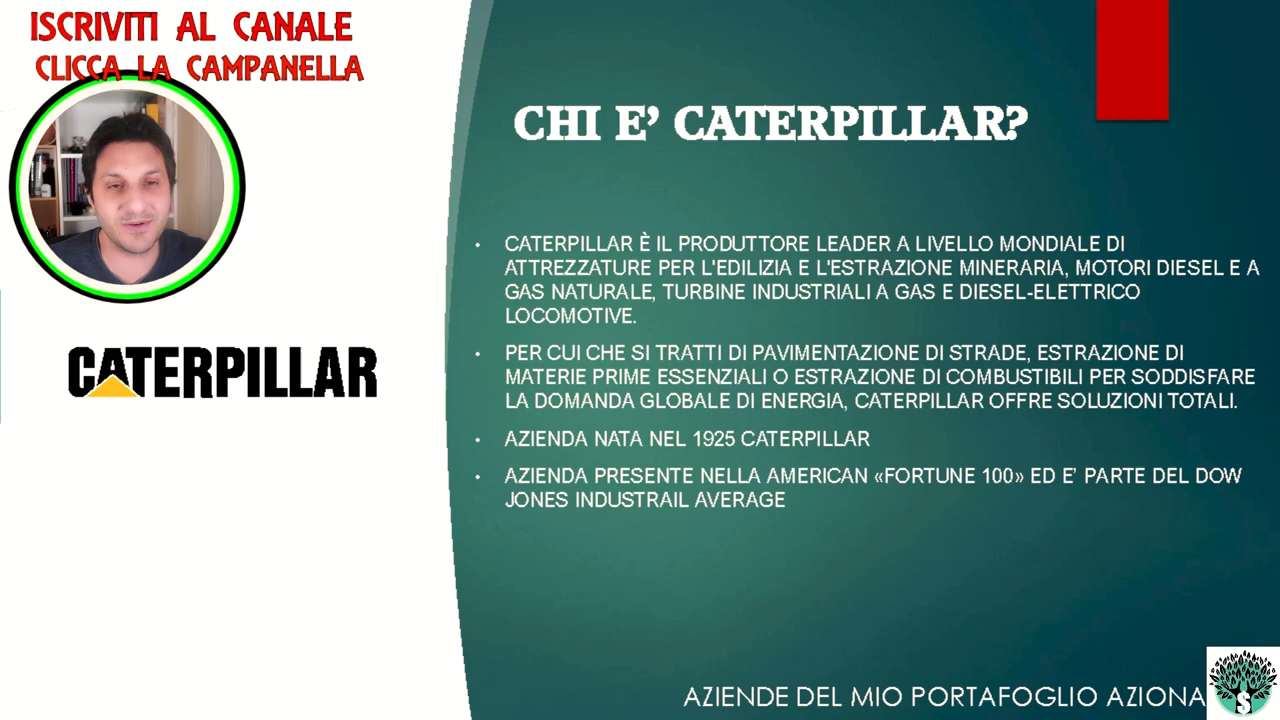 ISCRIVITI AL CANALE
CLICCA LA CAMPANELLA
CATERPILLAR
CHI E' CATERPILLAR?
• CATERPILLAR È IL PRODUTTORE LEADER A LIVELLO MONDIALE DI
ATTREZZATURE PER L'EDILIZIA E L'ESTRAZIONE MINERARIA, MOTORI DIESEL E A
GAS NATURALE, TURBINE INDUSTRIALI A GAS E DIESEL-ELETTRICO
LOCOMOTIVE.
• PER CUI CHE SI TRATTI DI PAVIMENTAZIONE DI STRADE, ESTRAZIONE DI
MATERIE PRIME ESSENZIALI O ESTRAZIONE DI COMBUSTIBILI PER SODDISFARE
LA DOMANDA GLOBALE DI ENERGIA, CATERPILLAR OFFRE SOLUZIONI TOTALI.
• AZIENDA NATA NEL 1925 CATERPILLAR
• AZIENDA PRESENTE NELLA AMERICAN «FORTUNE 100» ED E' PARTE DEL DOW
JONES INDUSTRAIL AVERAGE
AZIENDE DEL MIO PORTAFOGLIO AZIONA
$